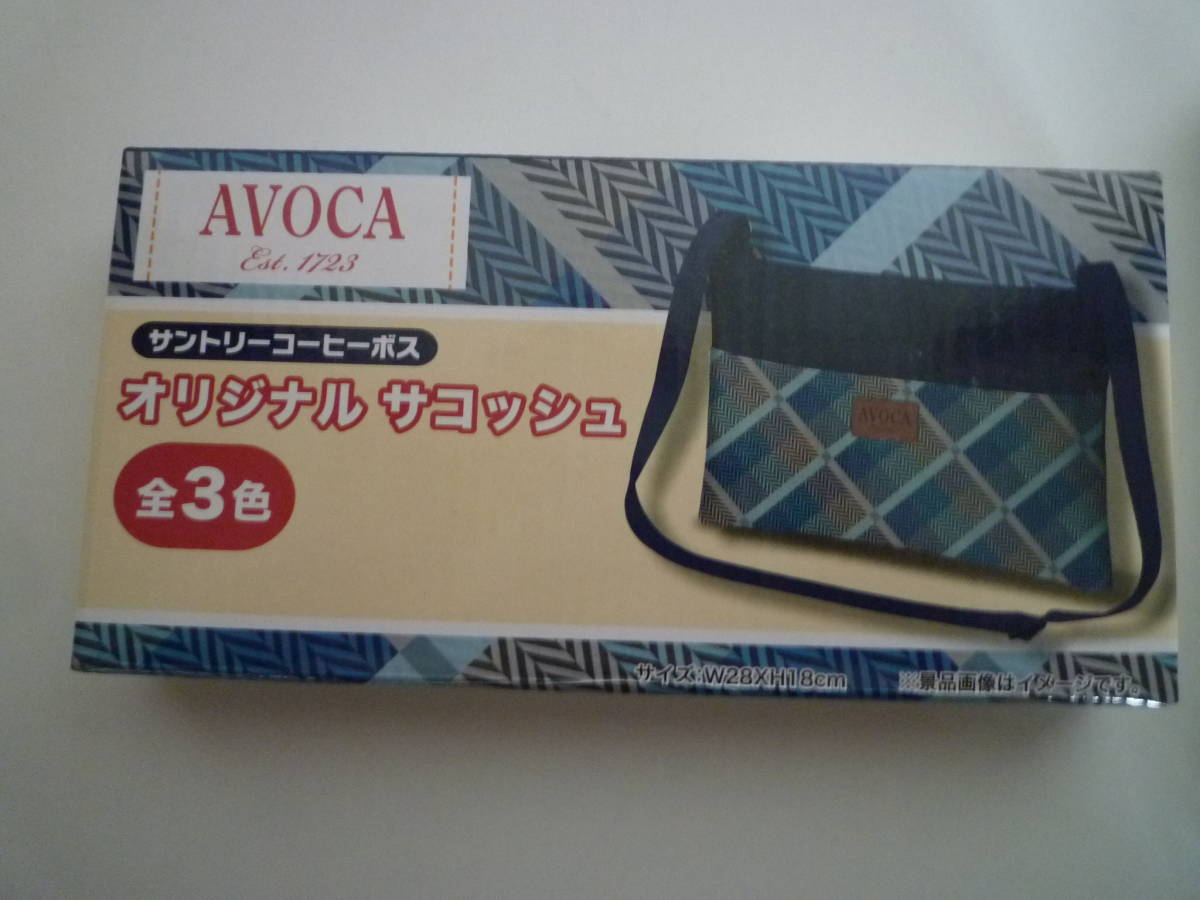 AVOCA
Est. 1723
サントリーコーヒーボス
オリジナル サコッシュ
全3色
AVOCA
サイズ:W28XH18cm
※景品画像はイメージです。